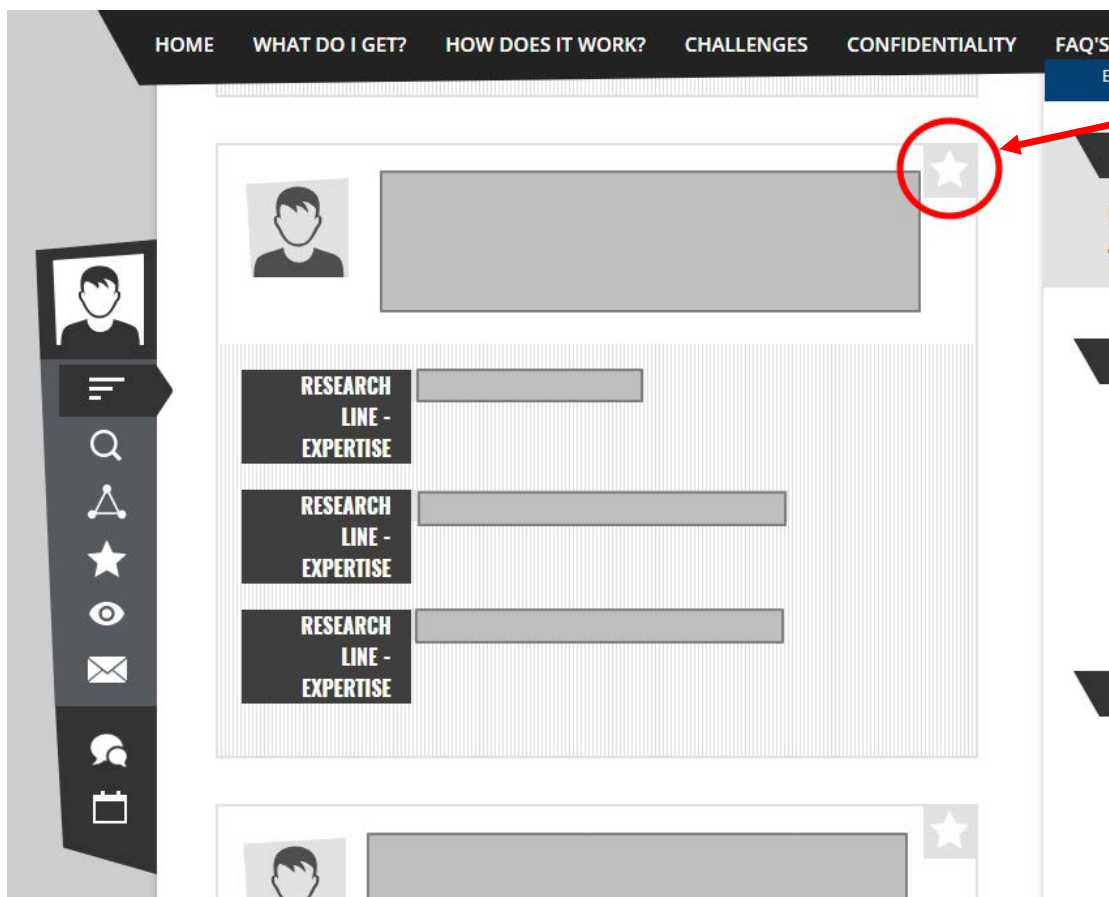 HOME WHAT DO I GET? HOW DOES IT WORK? CHALLENGES CONFIDENTIALITY FAQ'S
RESEARCH
LINE -
EXPERTISE
RESEARCH
LINE -
EXPERTISE
RESEARCH
LINE -
EXPERTISE